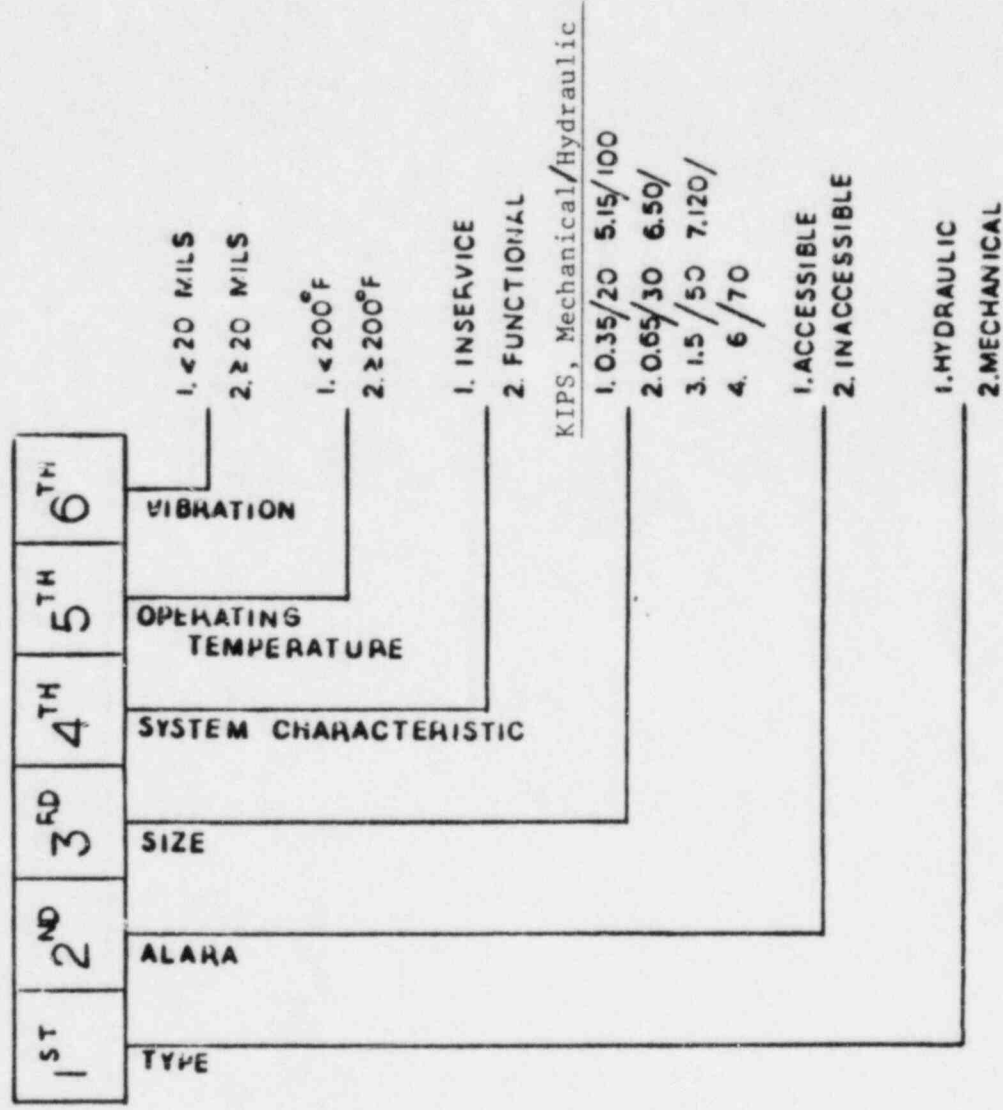 1ST 2ND 3RD 4TH 5TH 6TH
VIBRATION
1. < 20 MILS
2. ≥ 20 MILS
OPERATING
TEMPERATURE
1. < 200°F
2. ≥ 200°F
SYSTEM CHARACTERISTIC
1. INSERVICE
2. FUNCTIONAL
SIZE
KIPS, Mechanical/Hydraulic
1. 0.35/20 5.15/100
2. 0.65/30 6.50/
3. 1.5/50 7.120/
4. 6/70
ALARA
1. ACCESSIBLE
2. INACCESSIBLE
TYPE
1. HYDRAULIC
2. MECHANICAL